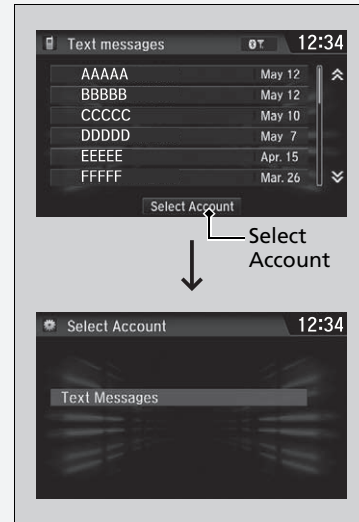 Text messages 12:34
AAAAA May 12
BBBBB May 12
CCCCC May 10
DDDDD May 7
EEEEE Apr. 15
FFFFF Mar. 26
Select Account
Select
Account
Select Account 12:34
Text Messages